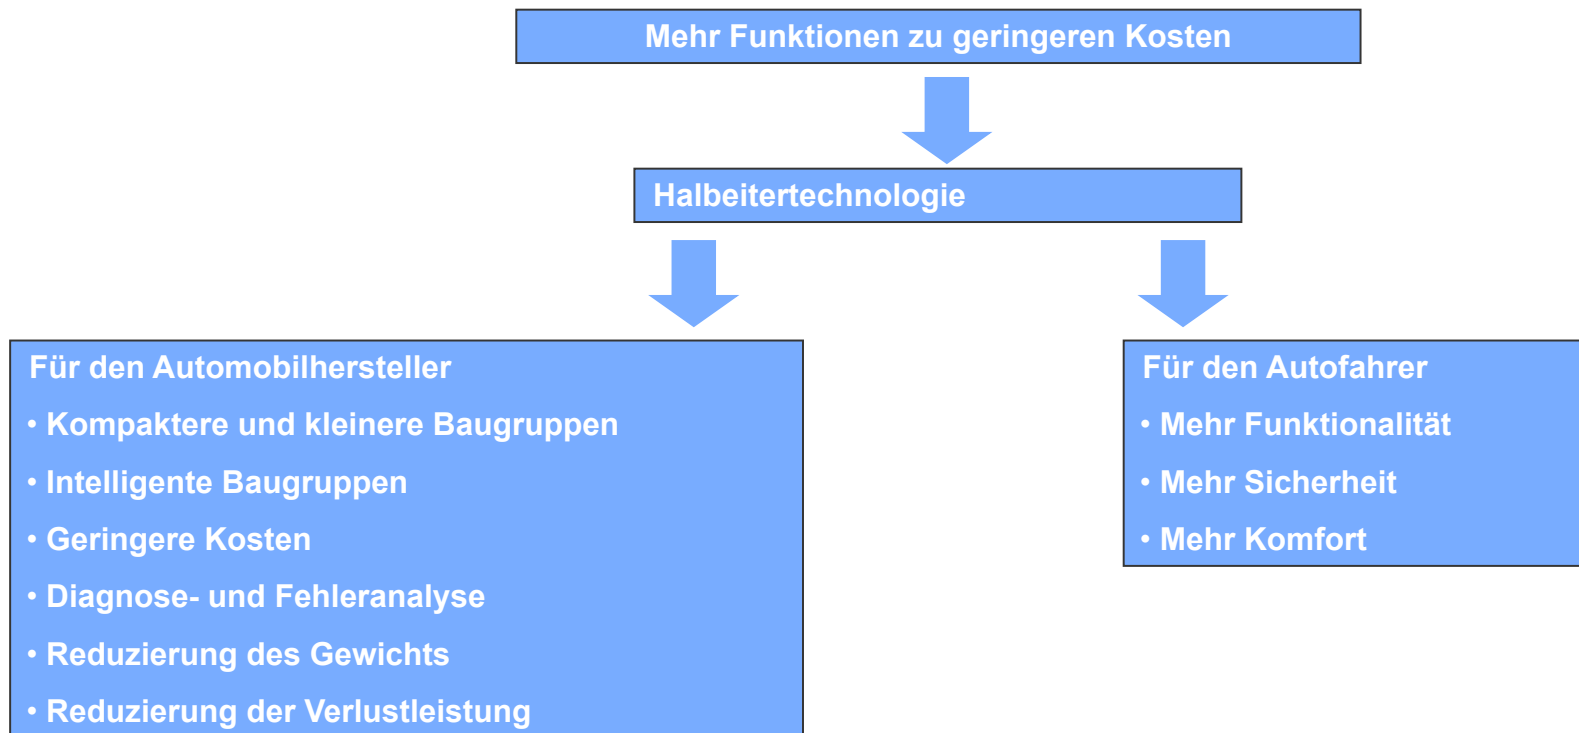 Mehr Funktionen zu geringeren Kosten
Halbeitertechnologie
Für den Automobilhersteller
• Kompaktere und kleinere Baugruppen
• Intelligente Baugruppen
• Geringere Kosten
• Diagnose- und Fehleranalyse
• Reduzierung des Gewichts
• Reduzierung der Verlustleistung
Für den Autofahrer
• Mehr Funktionalität
• Mehr Sicherheit
• Mehr Komfort